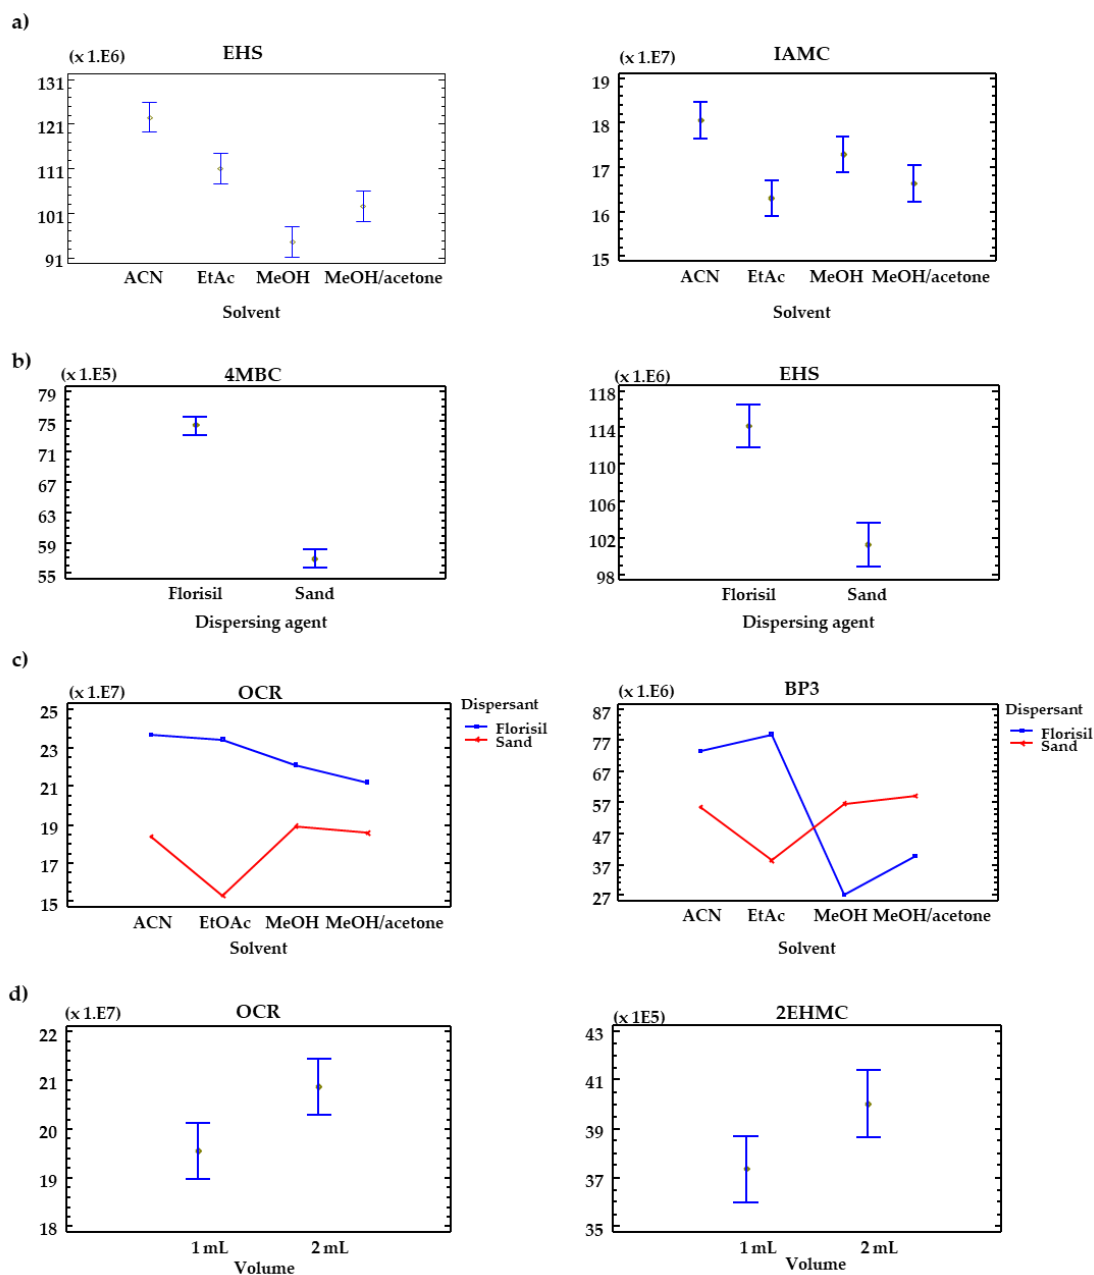 a)
(x 1.E6)
EHS
131
121
111
101
91
ACN EtAc MeOH MeOH/acetone
Solvent
(x 1.E7)
IAMC
19
18
17
16
15
ACN EtAc MeOH MeOH/acetone
Solvent
b)
(x 1.E5)
4MBC
79
75
71
67
63
59
55
Florisil Sand
Dispersing agent
(x 1.E6)
EHS
118
114
110
106
102
98
Florisil Sand
Dispersing agent
c)
(x 1.E7)
OCR
25
23
21
19
17
15
ACN EtOAc MeOH MeOH/acetone
Solvent
Dispersant
Florisil
Sand
(x 1.E6)
BP3
87
77
67
57
47
37
27
ACN EtAc MeOH MeOH/acetone
Solvent
Dispersant
Florisil
Sand
d)
(x 1.E7)
OCR
22
21
20
19
18
1 mL 2 mL
Volume
(x 1E5)
2EHMC
43
41
39
37
35
1 mL 2 mL
Volume